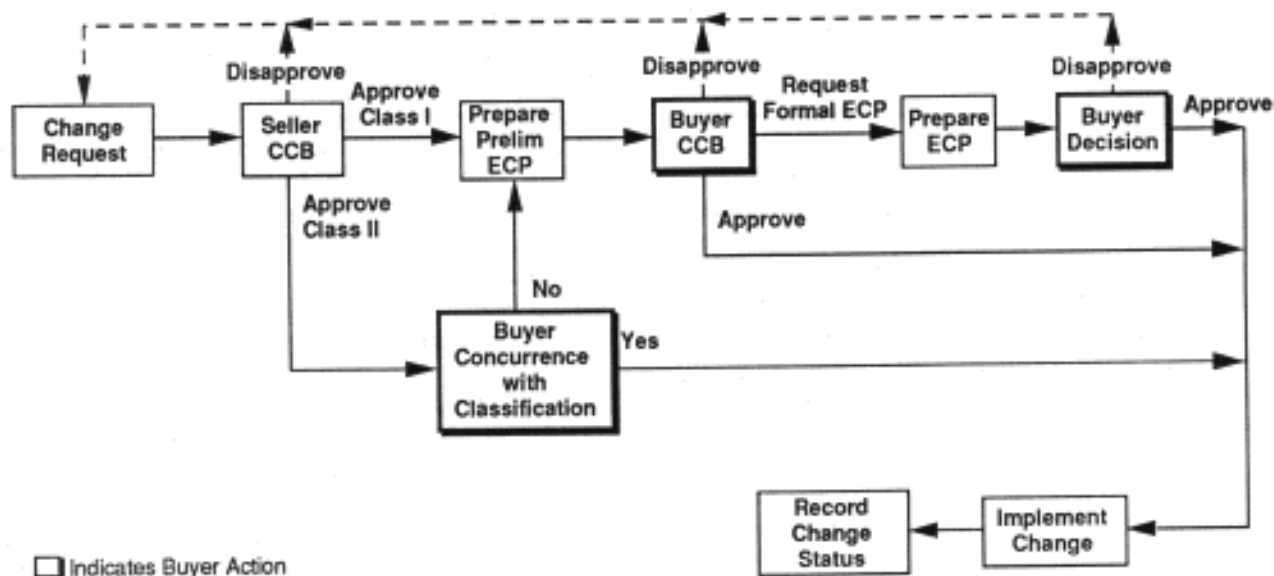 Disapprove
Disapprove
Disapprove
Approve
Class I
Request
Formal ECP
Approve
Change
Request
Seller
CCB
Prepare
Prelim
ECP
Buyer
CCB
Prepare
ECP
Buyer
Decision
Approve
Class II
Approve
No
Buyer
Concurrence
with
Classification
Yes
Record
Change
Status
Implement
Change
Indicates Buyer Action